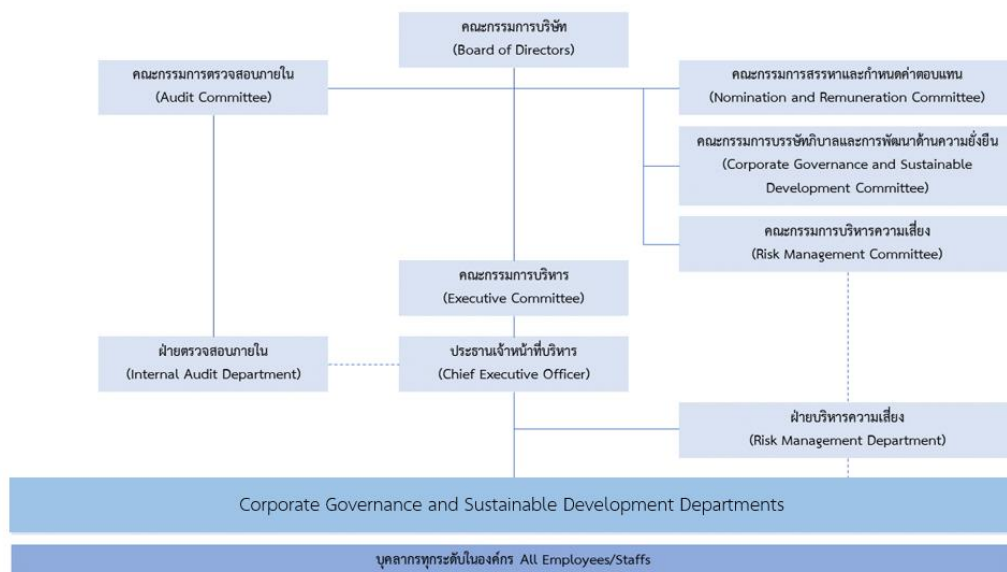 คณะกรรมการบริษัท
(Board of Directors)
คณะกรรมการตรวจสอบภายใน
(Audit Committee)
คณะกรรมการสรรหาและกำหนดค่าตอบแทน
(Nomination and Remuneration Committee)
คณะกรรมการบรรษัทภิบาลและการพัฒนาด้านความยั่งยืน
(Corporate Governance and Sustainable
Development Committee)
คณะกรรมการบริหารความเสี่ยง
(Risk Management Committee)
คณะกรรมการบริหาร
(Executive Committee)
ฝ่ายตรวจสอบภายใน
(Internal Audit Department)
ประธานเจ้าหน้าที่บริหาร
(Chief Executive Officer)
ฝ่ายบริหารความเสี่ยง
(Risk Management Department)
Corporate Governance and Sustainable Development Departments
บุคลากรทุกระดับในองค์กร All Employees/Staffs